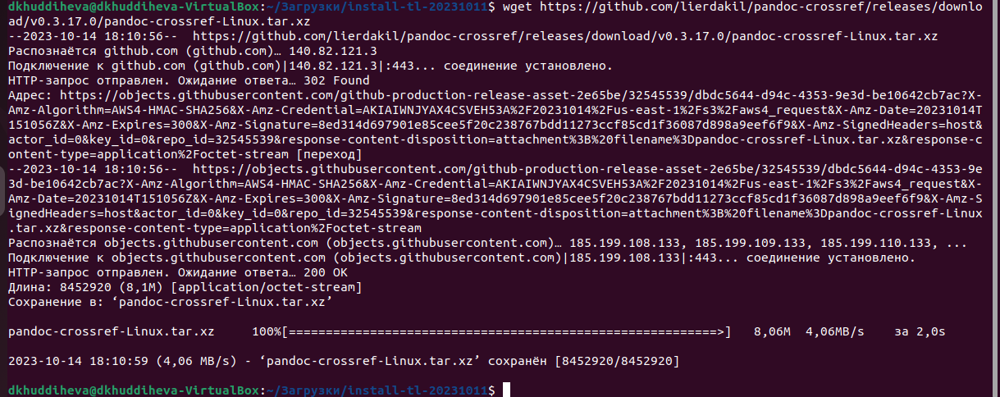 dkhuddiheva@dkhuddiheva-VirtualBox:~/Загрузки/install-tl-20231011$ wget https://github.com/lierdakil/pandoc-crossref/releases/downlo
ad/v0.3.17.0/pandoc-crossref-Linux.tar.xz
--2023-10-14 18:10:56--  https://github.com/lierdakil/pandoc-crossref/releases/download/v0.3.17.0/pandoc-crossref-Linux.tar.xz
Распознаётся github.com (github.com)… 140.82.121.3
Подключение к github.com (github.com)|140.82.121.3|:443... соединение установлено.
HTTP-запрос отправлен. Ожидание ответа… 302 Found
Адрес: https://objects.githubusercontent.com/github-production-release-asset-2e65be/32545539/dbdc5644-d94c-4353-9e3d-be10642cb7ac?X-
Amz-Algorithm=AWS4-HMAC-SHA256&X-Amz-Credential=AKIAIWNJYAX4CSVEH53A%2F20231014%2Fus-east-1%2Fs3%2Faws4_request&X-Amz-Date=20231014T
151056Z&X-Amz-Expires=300&X-Amz-Signature=8ed314d697901e85cee5f20c238767bdd11273ccf85cd1f36087d898a9eef6f9&X-Amz-SignedHeaders=host&
actor_id=0&key_id=0&repo_id=32545539&response-content-disposition=attachment%3B%20filename%3Dpandoc-crossref-Linux.tar.xz&response-c
ontent-type=application%2Foctet-stream [переход]
--2023-10-14 18:10:56--  https://objects.githubusercontent.com/github-production-release-asset-2e65be/32545539/dbdc5644-d94c-4353-9e
3d-be10642cb7ac?X-Amz-Algorithm=AWS4-HMAC-SHA256&X-Amz-Credential=AKIAIWNJYAX4CSVEH53A%2F20231014%2Fus-east-1%2Fs3%2Faws4_request&X-
Amz-Date=20231014T151056Z&X-Amz-Expires=300&X-Amz-Signature=8ed314d697901e85cee5f20c238767bdd11273ccf85cd1f36087d898a9eef6f9&X-Amz-S
ignedHeaders=host&actor_id=0&key_id=0&repo_id=32545539&response-content-disposition=attachment%3B%20filename%3Dpandoc-crossref-Linux
.tar.xz&response-content-type=application%2Foctet-stream
Распознаётся objects.githubusercontent.com (objects.githubusercontent.com)… 185.199.108.133, 185.199.109.133, 185.199.110.133, ...
Подключение к objects.githubusercontent.com (objects.githubusercontent.com)|185.199.108.133|:443... соединение установлено.
HTTP-запрос отправлен. Ожидание ответа… 200 OK
Длина: 8452920 (8,1M) [application/octet-stream]
Сохранение в: ‘pandoc-crossref-Linux.tar.xz’
pandoc-crossref-Linux.tar.xz     100%[==========================================================>]   8,06M  4,06MB/s    за 2,0s
2023-10-14 18:10:59 (4,06 MB/s) - ‘pandoc-crossref-Linux.tar.xz’ сохранён [8452920/8452920]
dkhuddiheva@dkhuddiheva-VirtualBox:~/Загрузки/install-tl-20231011$